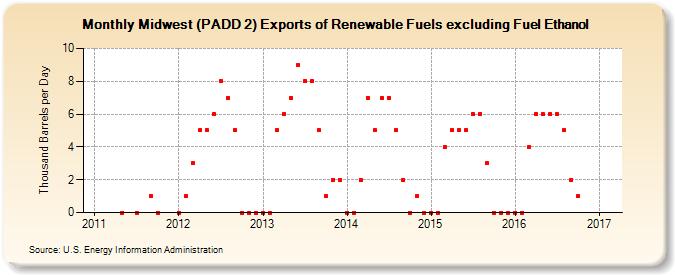 Monthly Midwest (PADD 2) Exports of Renewable Fuels excluding Fuel Ethanol
Thousand Barrels per Day
10
8
6
4
2
0
2011 2012 2013 2014 2015 2016 2017
Source: U.S. Energy Information Administration